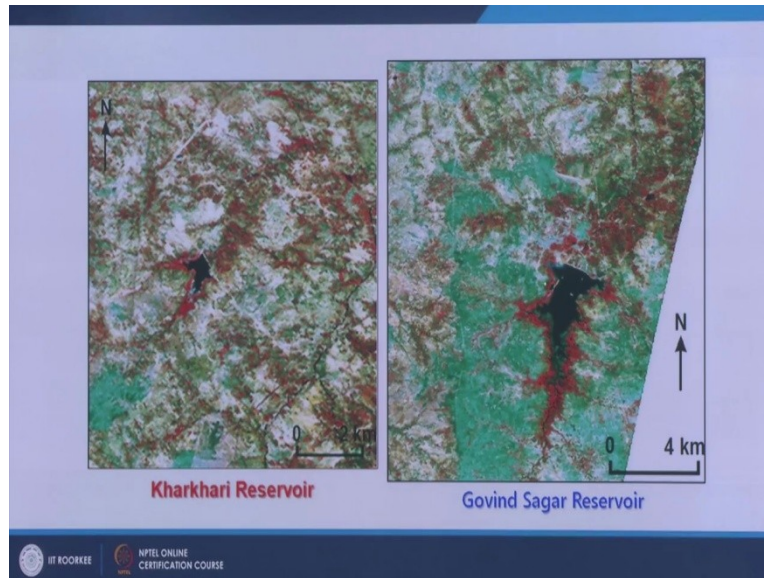 N
0 2 km
Kharkhari Reservoir
N
0 4 km
Govind Sagar Reservoir
IIT ROORKEE
NPTEL ONLINE
CERTIFICATION COURSE